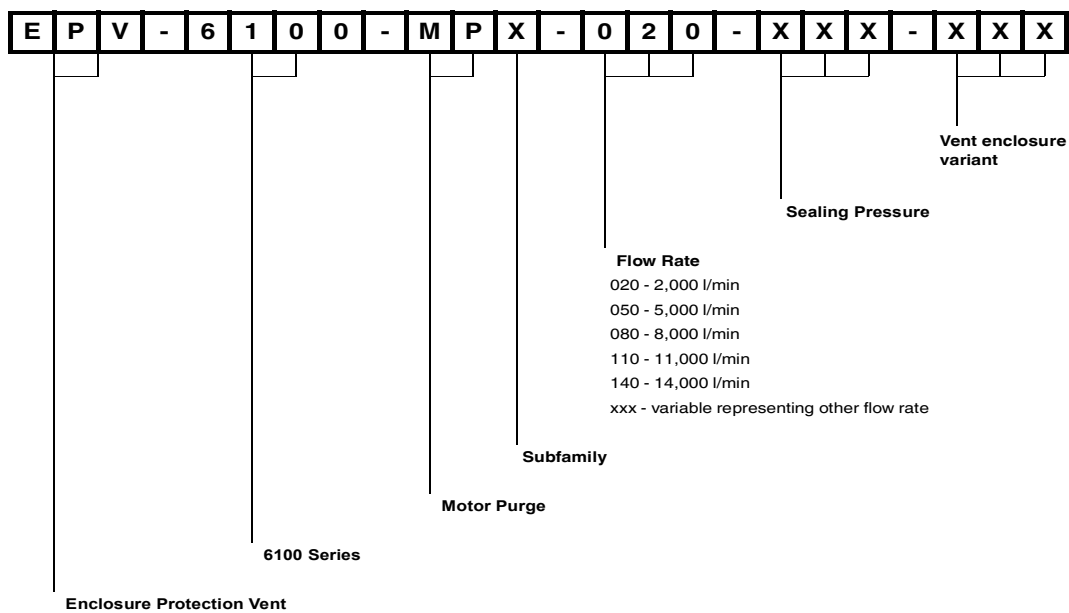 E P V - 6 1 0 0 - M P X - 0 2 0 - X X X - X X X
Vent enclosure
variant
Sealing Pressure
Flow Rate
020 - 2,000 l/min
050 - 5,000 l/min
080 - 8,000 l/min
110 - 11,000 l/min
140 - 14,000 l/min
xxx - variable representing other flow rate
Subfamily
Motor Purge
6100 Series
Enclosure Protection Vent